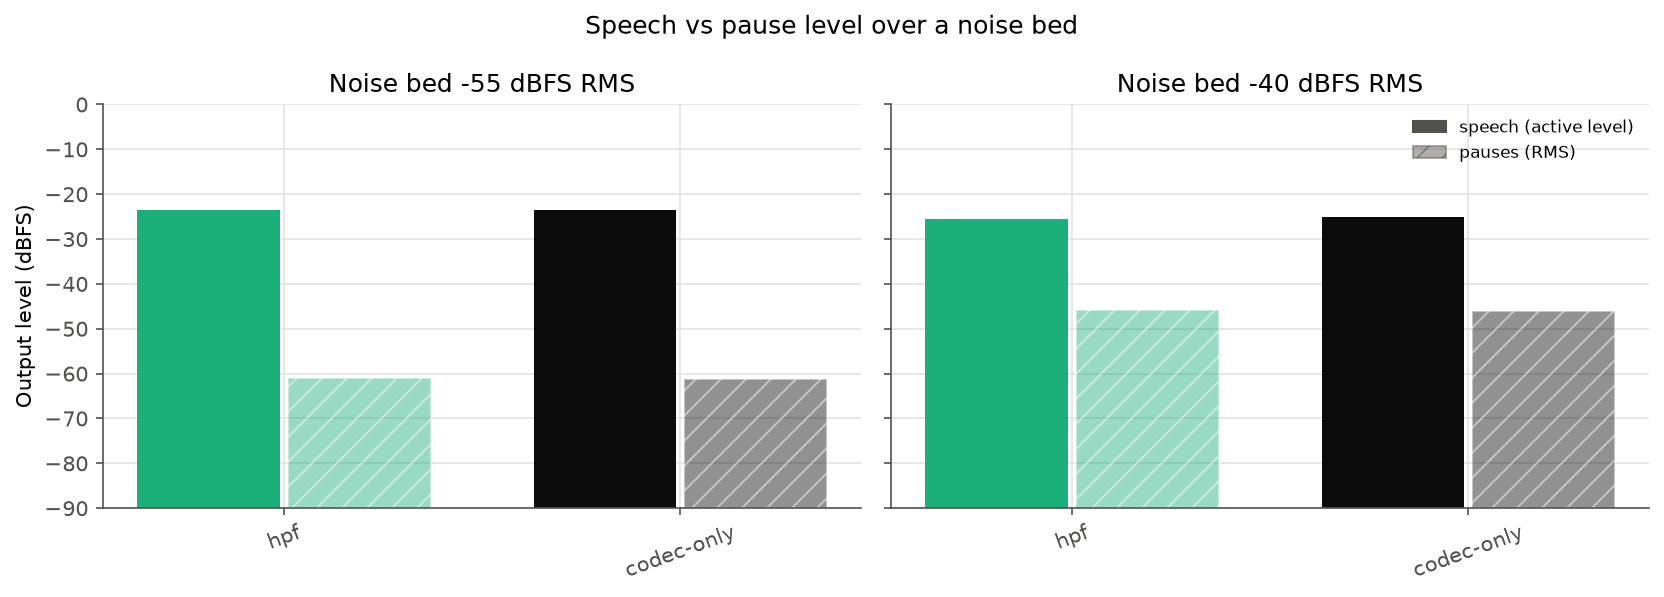 Speech vs pause level over a noise bed
Noise bed -55 dBFS RMS
Noise bed -40 dBFS RMS
Output level (dBFS)
0
−10
−20
−30
−40
−50
−60
−70
−80
−90
speech (active level)
pauses (RMS)
hpf
codec-only
hpf
codec-only